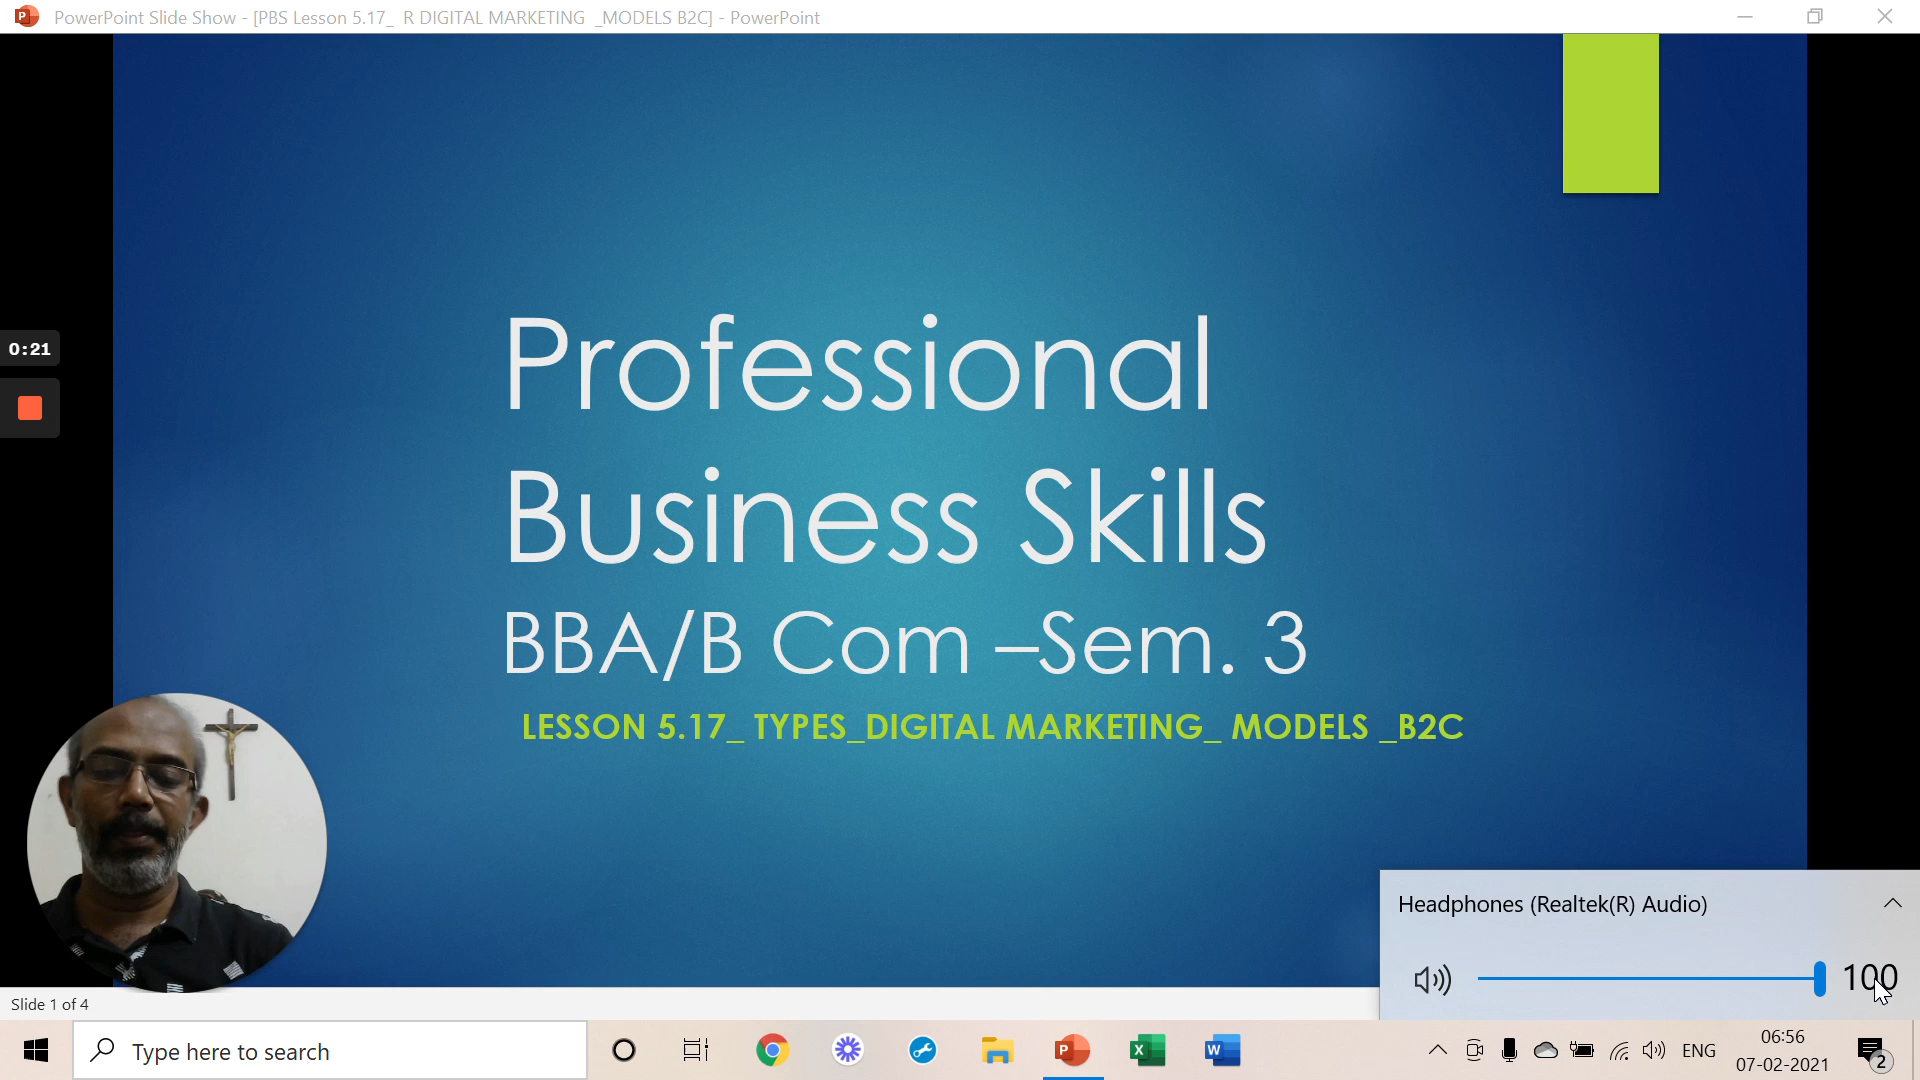 PowerPoint Slide Show - [PBS Lesson 5.17_  R DIGITAL MARKETING  _MODELS B2C] - PowerPoint
0:21
Professional
Business Skills
BBA/B Com –Sem. 3
LESSON 5.17_ TYPES_DIGITAL MARKETING_ MODELS _B2C
Headphones (Realtek(R) Audio)
100
Slide 1 of 4
Type here to search
ENG
06:56
07-02-2021
2